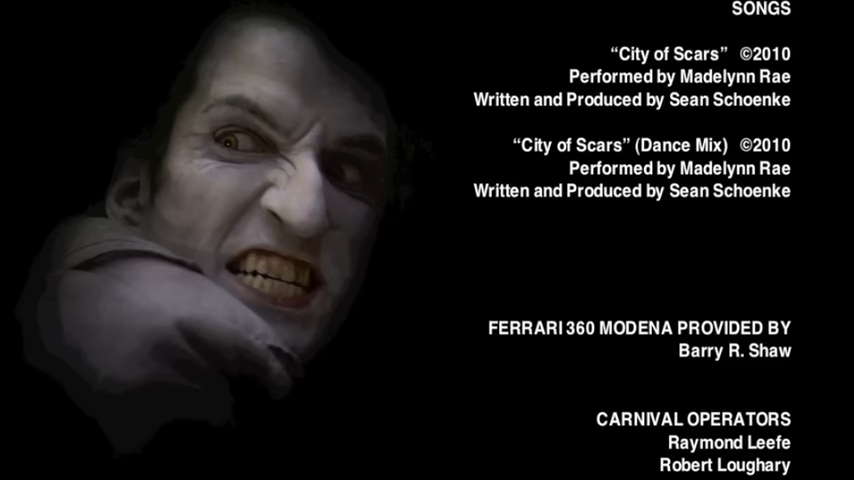 SONGS
“City of Scars” ©2010
Performed by Madelynn Rae
Written and Produced by Sean Schoenke
“City of Scars” (Dance Mix) ©2010
Performed by Madelynn Rae
Written and Produced by Sean Schoenke
FERRARI 360 MODENA PROVIDED BY
Barry R. Shaw
CARNIVAL OPERATORS
Raymond Leefe
Robert Loughary